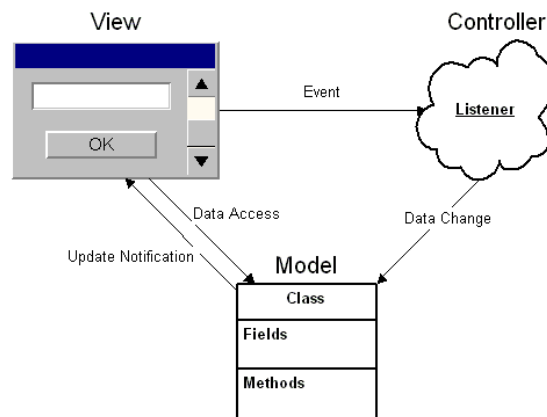 View
Controller
Event
Listener
OK
Data Access
Data Change
Update Notification
Model
Class
Fields
Methods